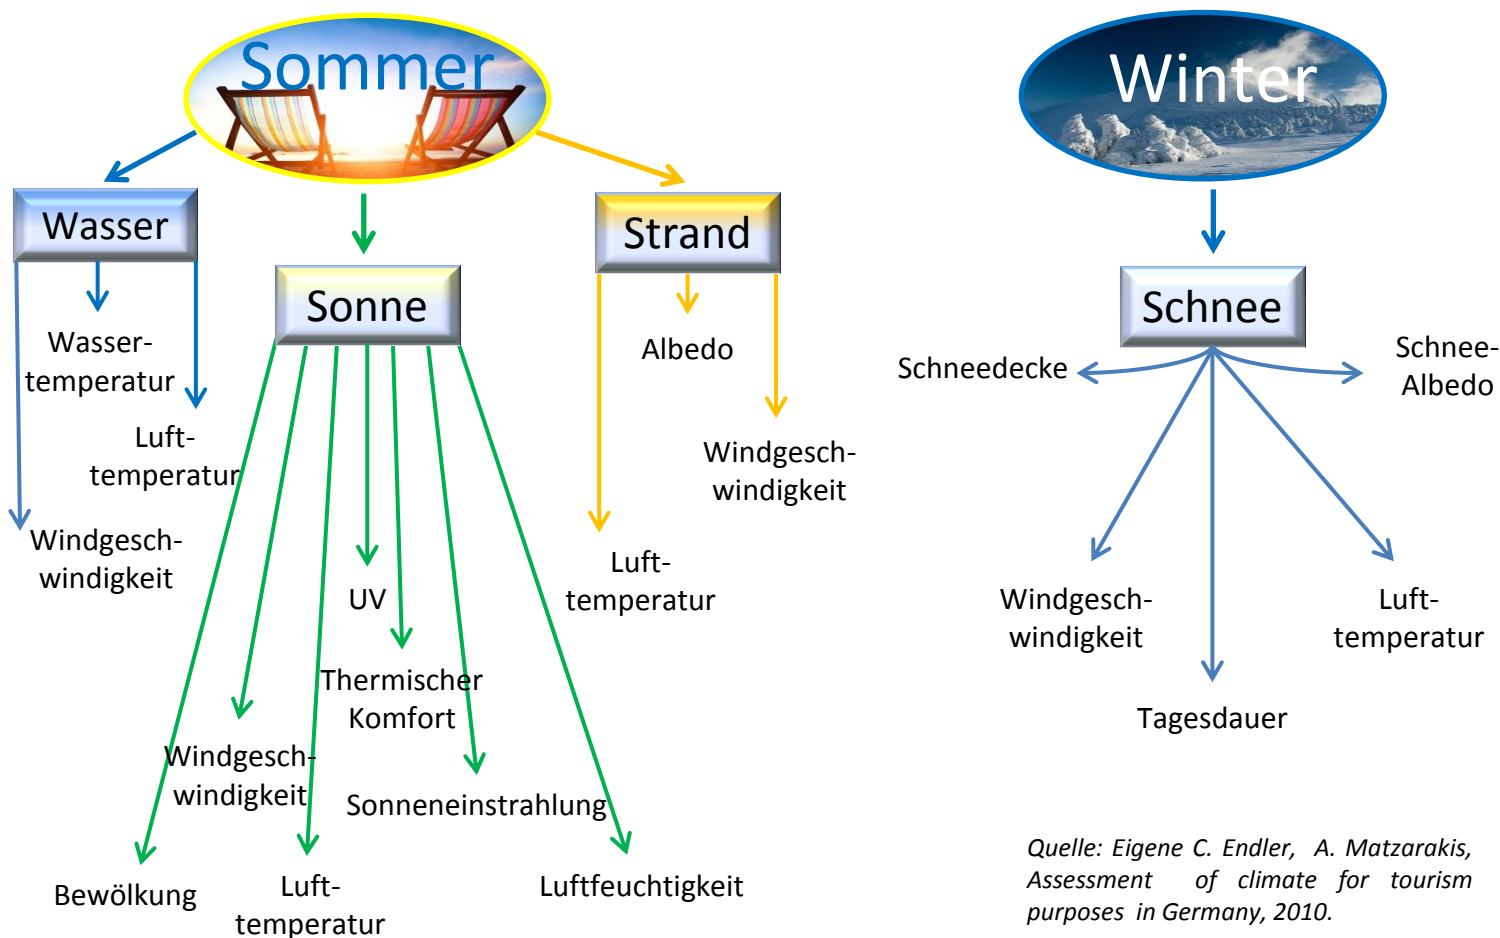 Sommer
Winter
Wasser
Strand
Sonne
Schnee
Wasser-
temperatur
Albedo
Schneedecke
Schnee-
Albedo
Luft-
temperatur
Windgesch-
windigkeit
Windgesch-
windigkeit
Luft-
temperatur
UV
Windgesch-
windigkeit
Luft-
temperatur
Thermischer
Komfort
Tagesdauer
Windgesch-
windigkeit
Sonneneinstrahlung
Bewölkung
Luft-
temperatur
Luftfeuchtigkeit
Quelle: Eigene C. Endler, A. Matzarakis,
Assessment of climate for tourism
purposes in Germany, 2010.